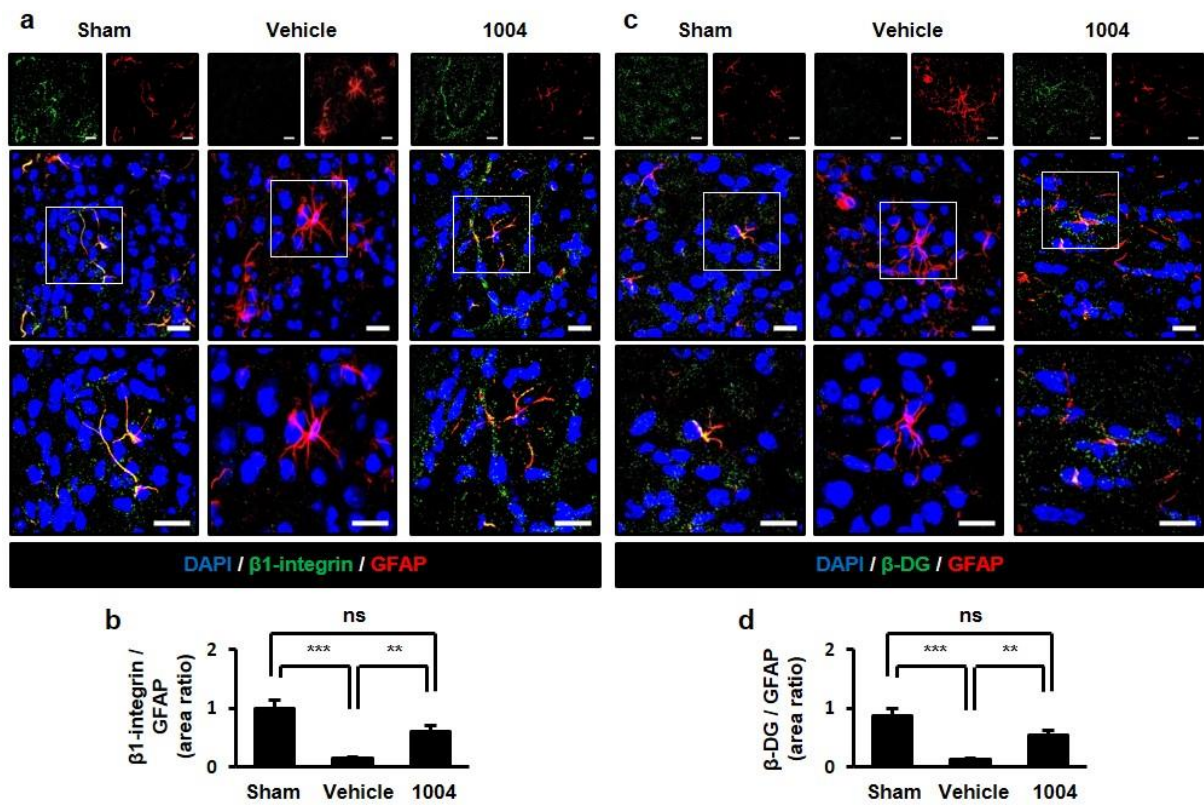 a
Sham Vehicle 1004
c
Sham Vehicle 1004
DAPI / β1-integrin / GFAP
DAPI / β-DG / GFAP
b
ns
*** **
β1-integrin /
GFAP
(area ratio)
2
1
0
Sham Vehicle 1004
d
ns
*** **
β-DG / GFAP
(area ratio)
2
1
0
Sham Vehicle 1004